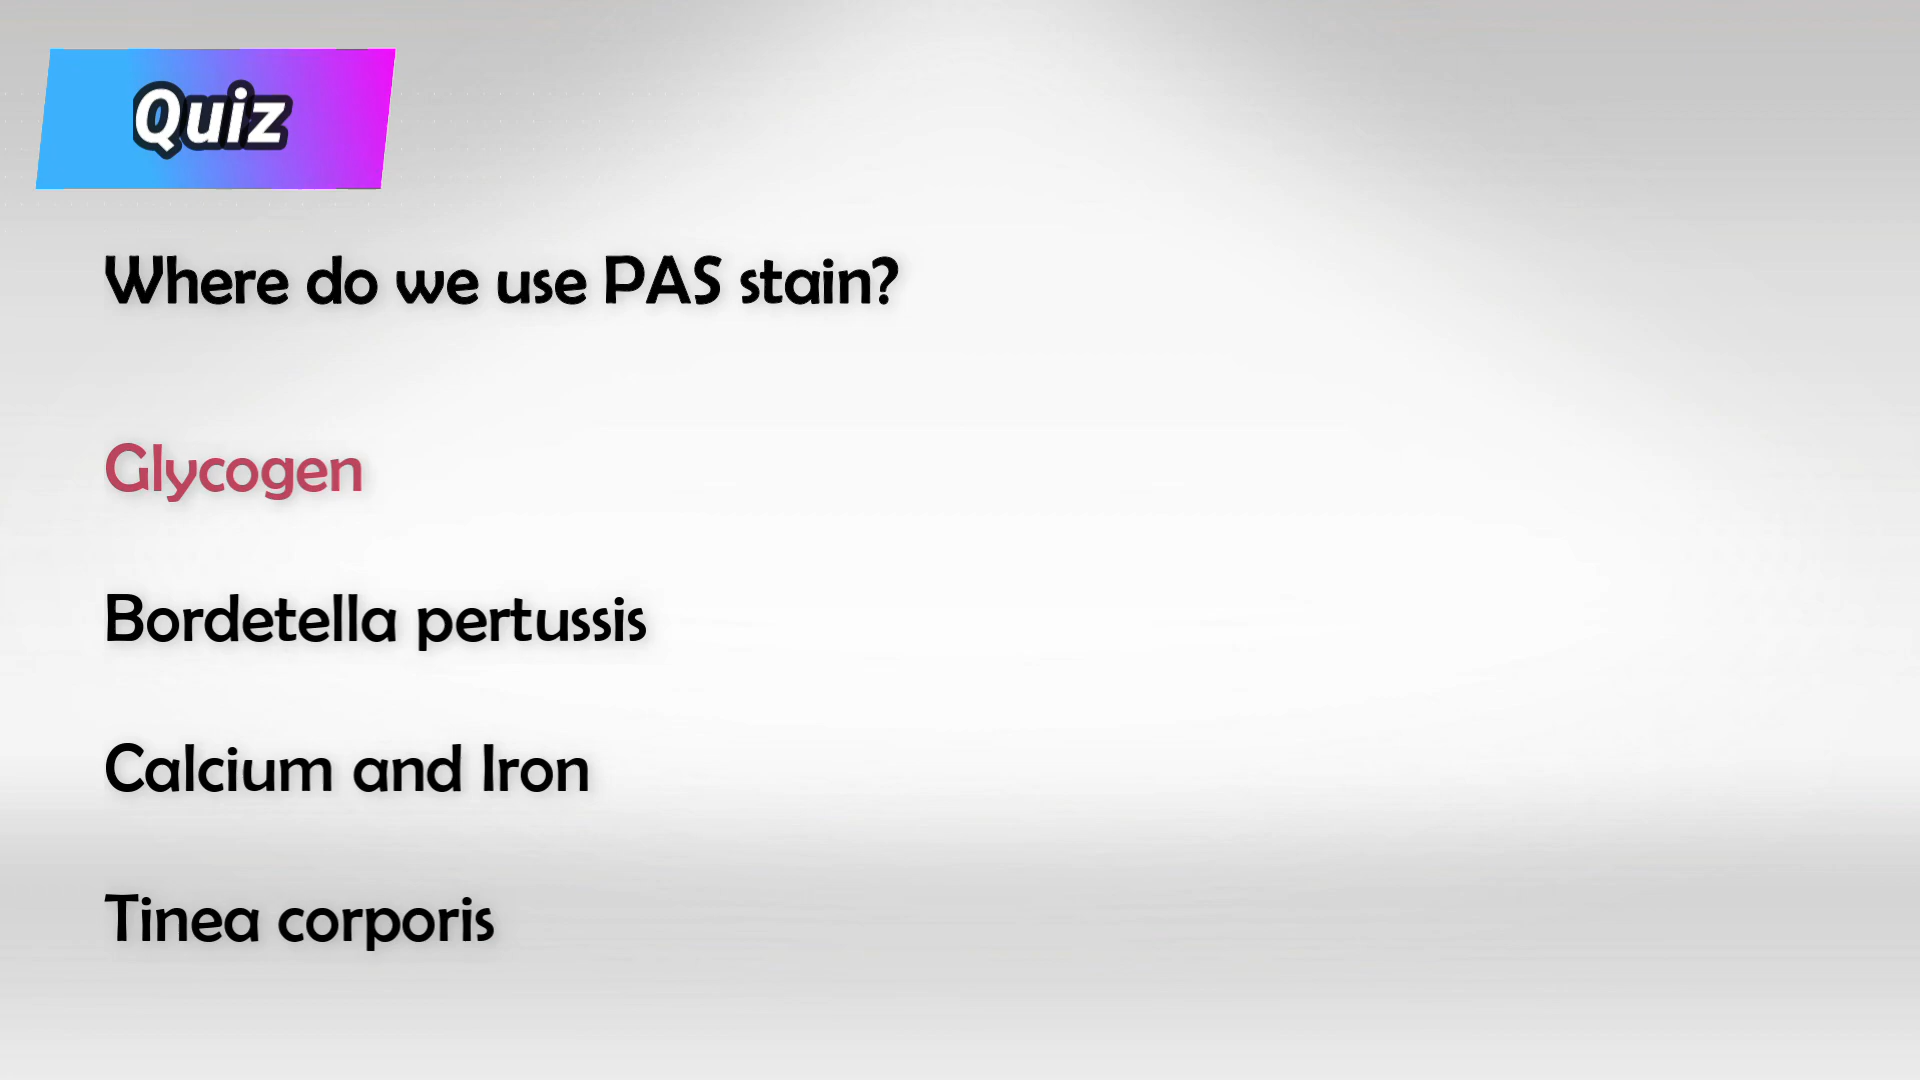 Quiz
Where do we use PAS stain?
Glycogen
Bordetella pertussis
Calcium and Iron
Tinea corporis